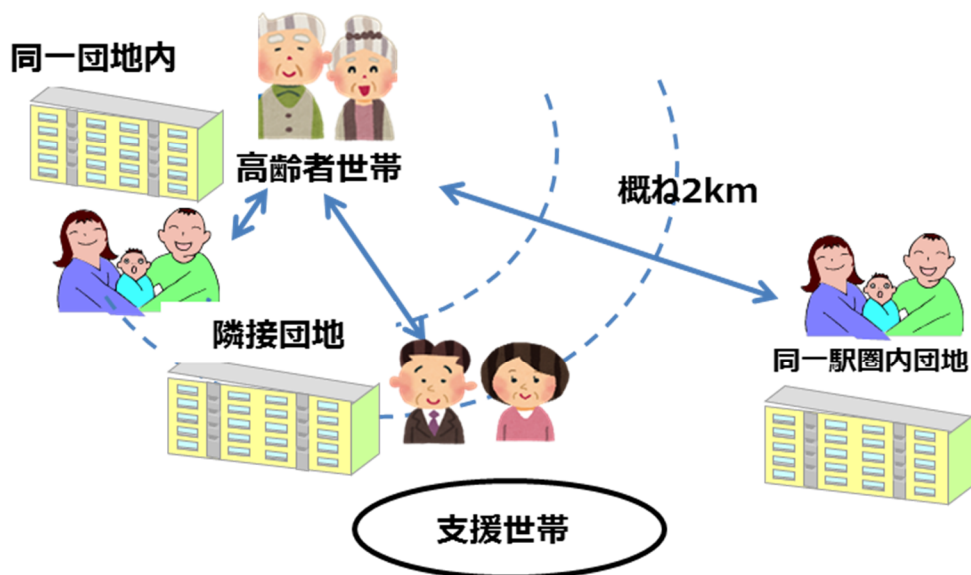 同一団地内
高齢者世帯
概ね2km
隣接団地
同一駅圏内団地
支援世帯